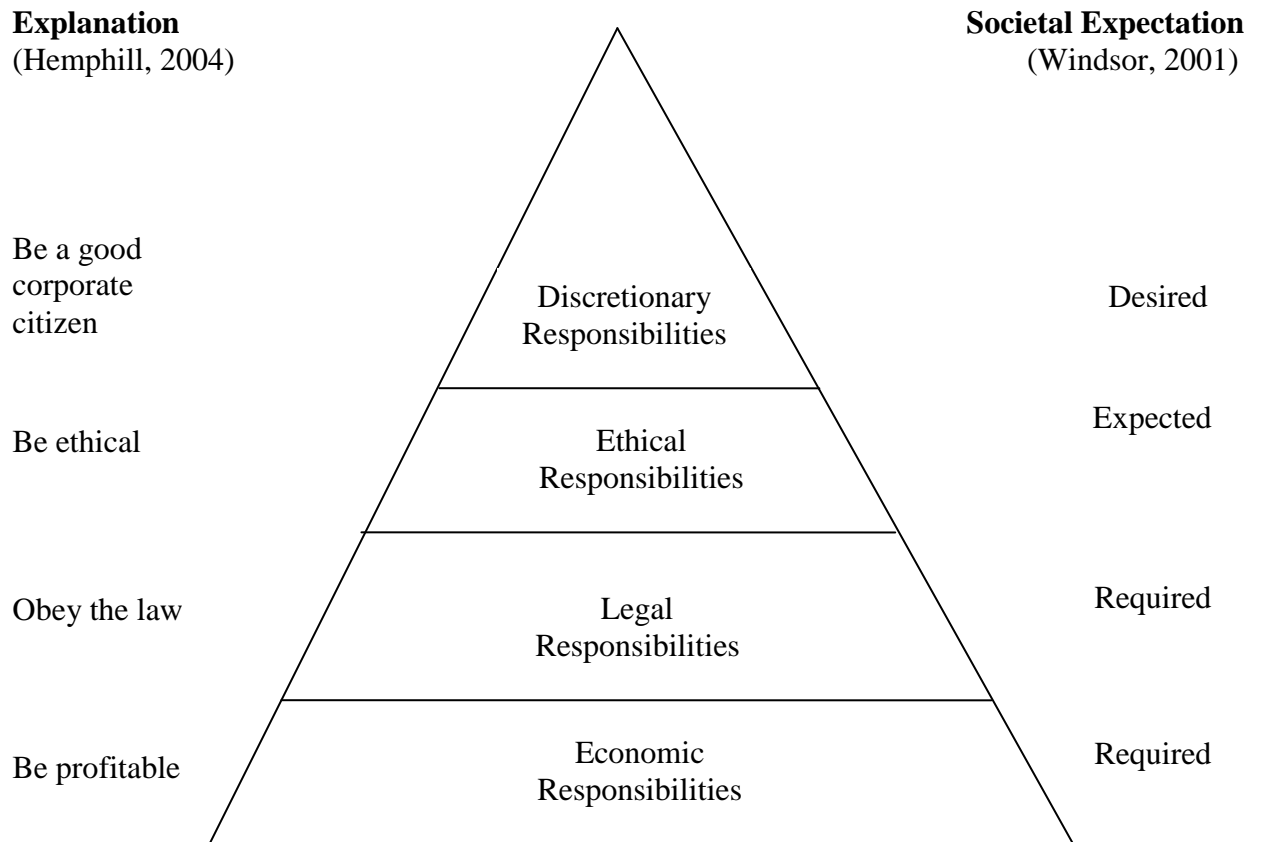 Explanation
(Hemphill, 2004)
Societal Expectation
(Windsor, 2001)
Be a good
corporate
citizen
Discretionary
Responsibilities
Desired
Be ethical
Ethical
Responsibilities
Expected
Obey the law
Legal
Responsibilities
Required
Be profitable
Economic
Responsibilities
Required